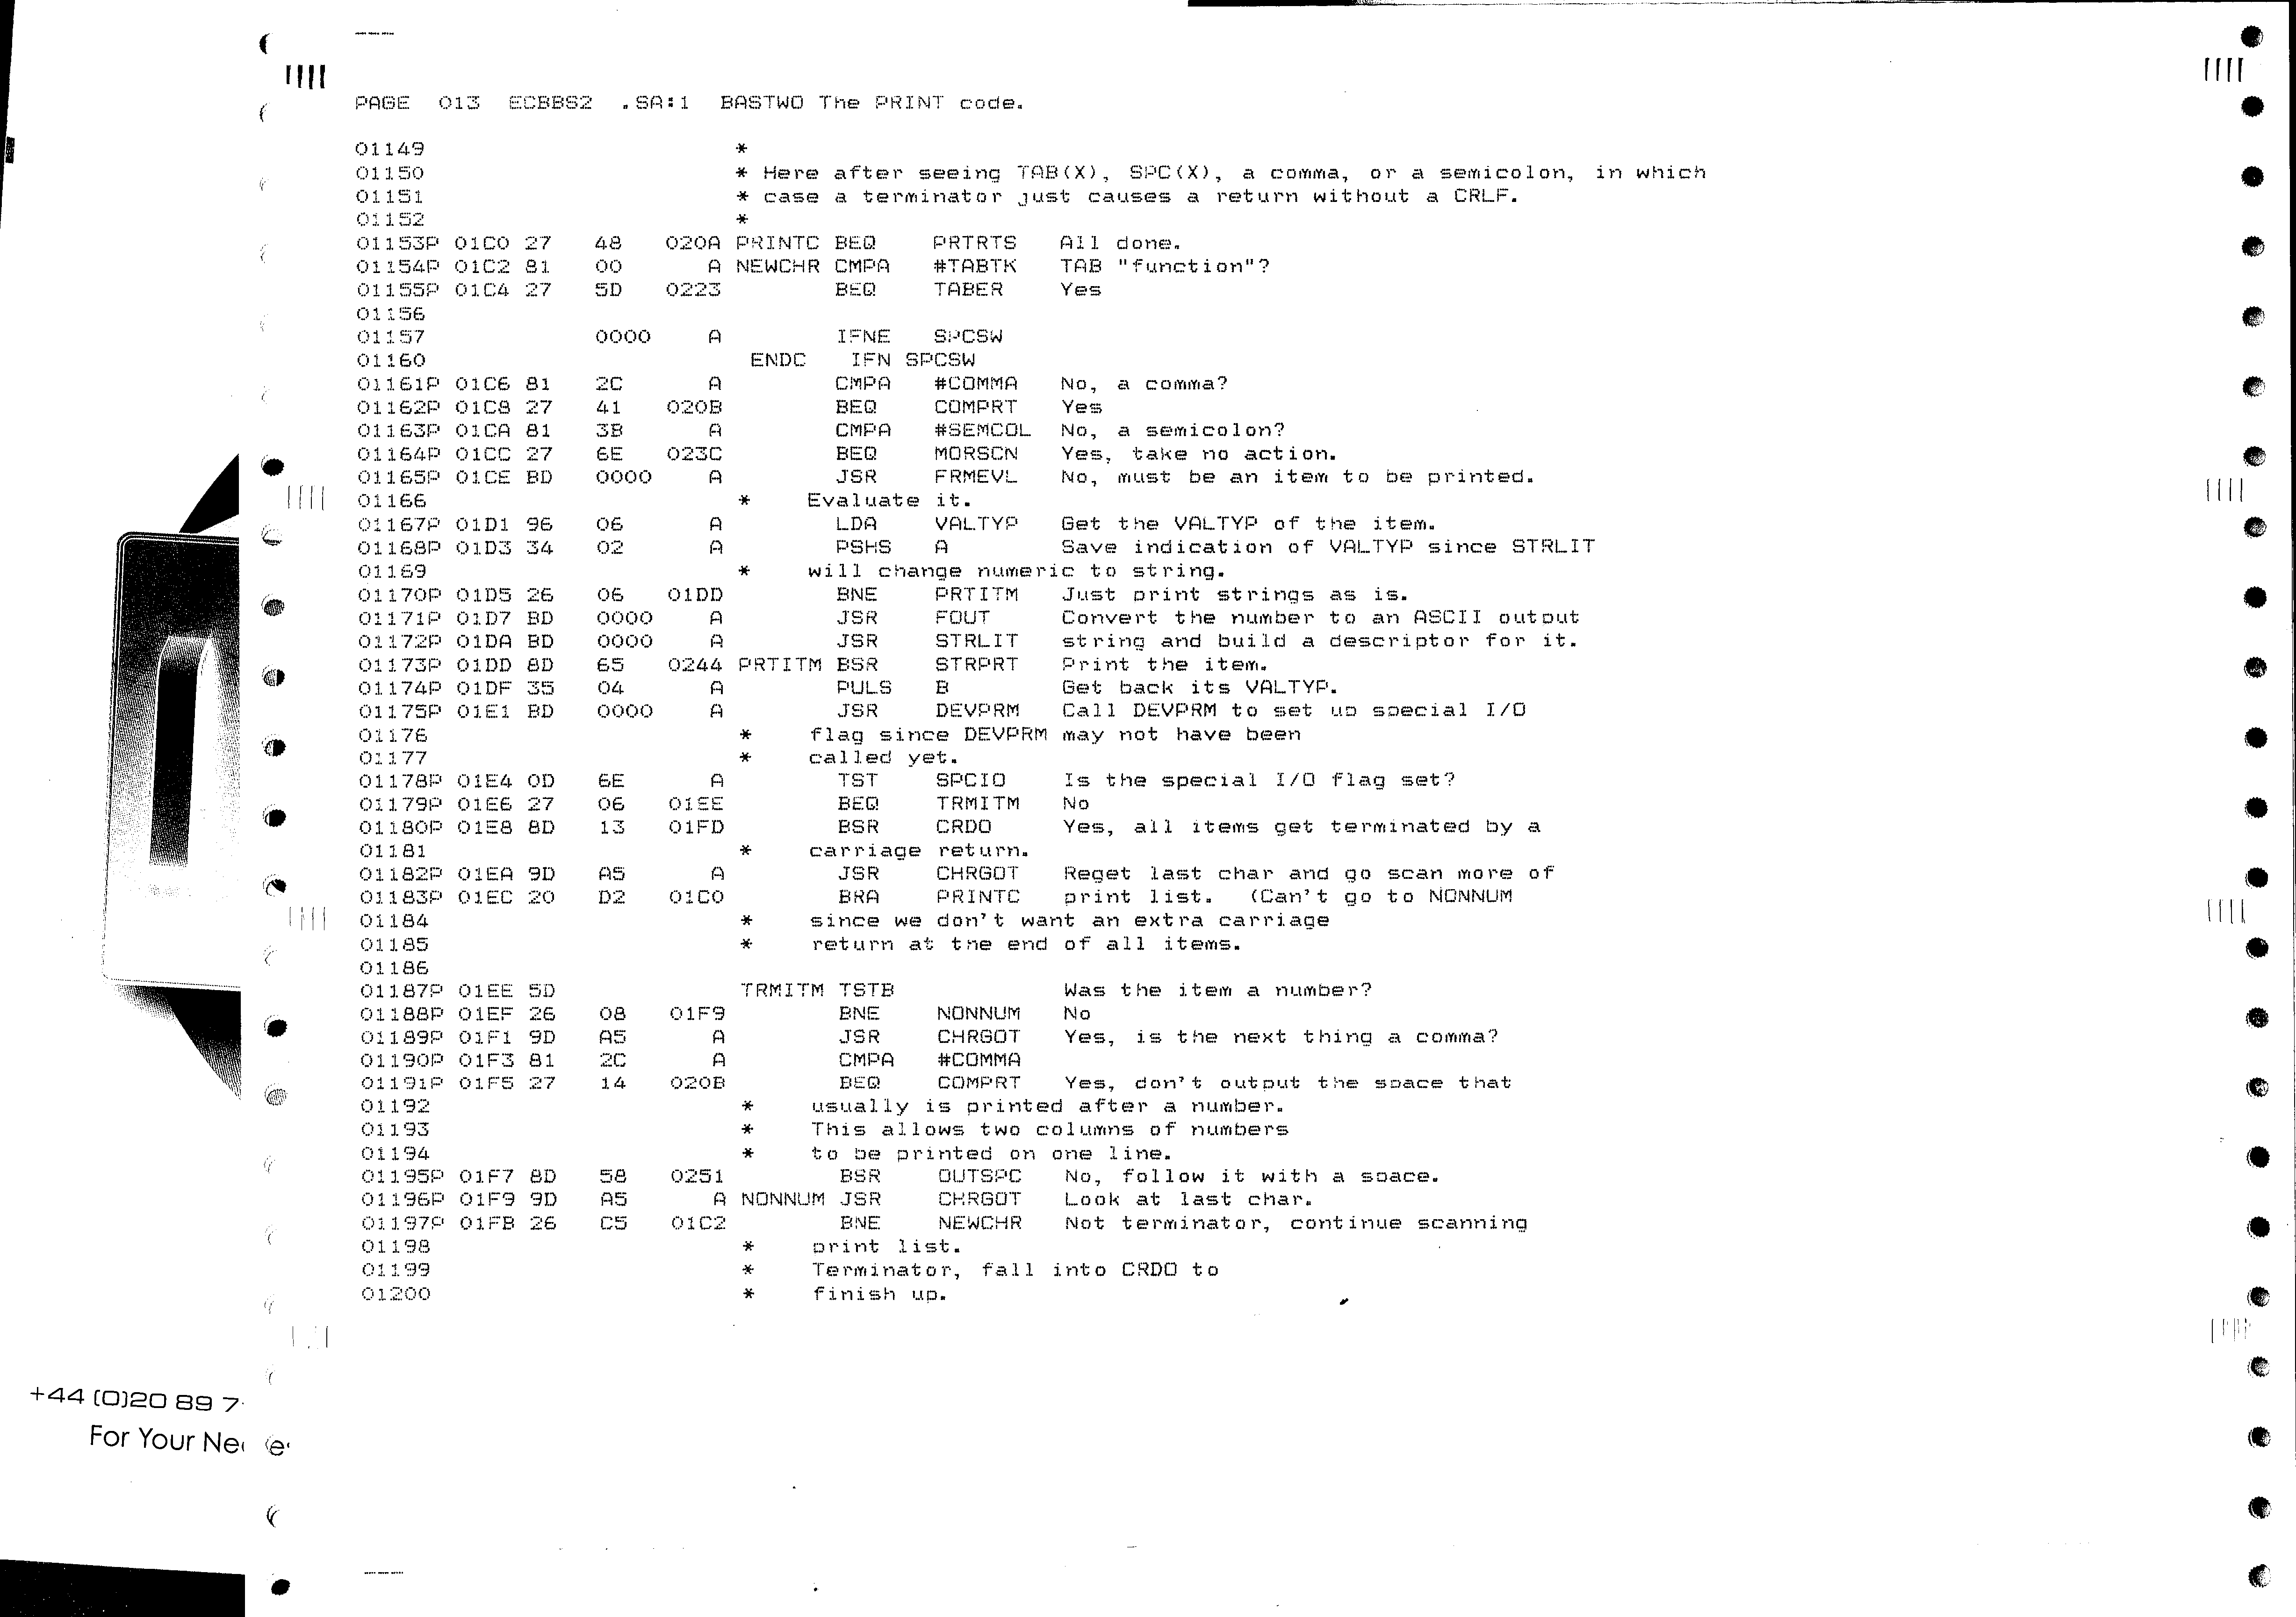 PAGE 013 ECBBS2 .SA:1 BASTWO The PRINT code.
01149 *
01150 * Here after seeing TAB(X), SPC(X), a comma, or a semicolon, in which
01151 * case a terminator just causes a return without a CRLF.
01152 *
01153P 01C0 27 48 020A PRINTC BEQ PRTRTS All done.
01154P 01C2 81 00 A NEWCHR CMPA #TABTK TAB "function"?
01155P 01C4 27 5D 0223 BEQ TABER Yes
01156
01157 0000 A IFNE SPCSW
01160 ENDC IFN SPCSW
01161P 01C6 81 2C A CMPA #COMMA No, a comma?
01162P 01C8 27 41 020B BEQ COMPRT Yes
01163P 01CA 81 3B A CMPA #SEMCOL No, a semicolon?
01164P 01CC 27 6E 023C BEQ MORSCN Yes, take no action.
01165P 01CE BD 0000 A JSR FRMEVL No, must be an item to be printed.
01166 * Evaluate it.
01167P 01D1 96 06 A LDA VALTYP Get the VALTYP of the item.
01168P 01D3 34 02 A PSHS A Save indication of VALTYP since STRLIT
01169 * will change numeric to string.
01170P 01D5 26 06 01DD BNE PRTITM Just print strings as is.
01171P 01D7 BD 0000 A JSR FOUT Convert the number to an ASCII output
01172P 01DA BD 0000 A JSR STRLIT string and build a descriptor for it.
01173P 01DD 8D 65 0244 PRTITM BSR STRPRT Print the item.
01174P 01DF 35 04 A PULS B Get back its VALTYP.
01175P 01E1 BD 0000 A JSR DEVPRM Call DEVPRM to set up special I/O
01176 * flag since DEVPRM may not have been
01177 * called yet.
01178P 01E4 0D 6E A TST SPCIO Is the special I/O flag set?
01179P 01E6 27 06 01EE BEQ TRMITM No
01180P 01E8 8D 13 01FD BSR CRDO Yes, all items get terminated by a
01181 * carriage return.
01182P 01EA 9D A5 A JSR CHRGOT Reget last char and go scan more of
01183P 01EC 20 D2 01C0 BRA PRINTC print list. (Can't go to NONNUM
01184 * since we don't want an extra carriage
01185 * return at the end of all items.
01186
01187P 01EE 5D TRMITM TSTB Was the item a number?
01188P 01EF 26 08 01F9 BNE NONNUM No
01189P 01F1 9D A5 A JSR CHRGOT Yes, is the next thing a comma?
01190P 01F3 81 2C A CMPA #COMMA
01191P 01F5 27 14 020B BEQ COMPRT Yes, don't output the space that
01192 * usually is printed after a number.
01193 * This allows two columns of numbers
01194 * to be printed on one line.
01195P 01F7 8D 58 0251 BSR OUTSPC No, follow it with a space.
01196P 01F9 9D A5 A NONNUM JSR CHRGOT Look at last char.
01197P 01FB 26 C5 01C2 BNE NEWCHR Not terminator, continue scanning
01198 * print list.
01199 * Terminator, fall into CRDO to
01200 * finish up.
+44 (0)20 89 7
For Your